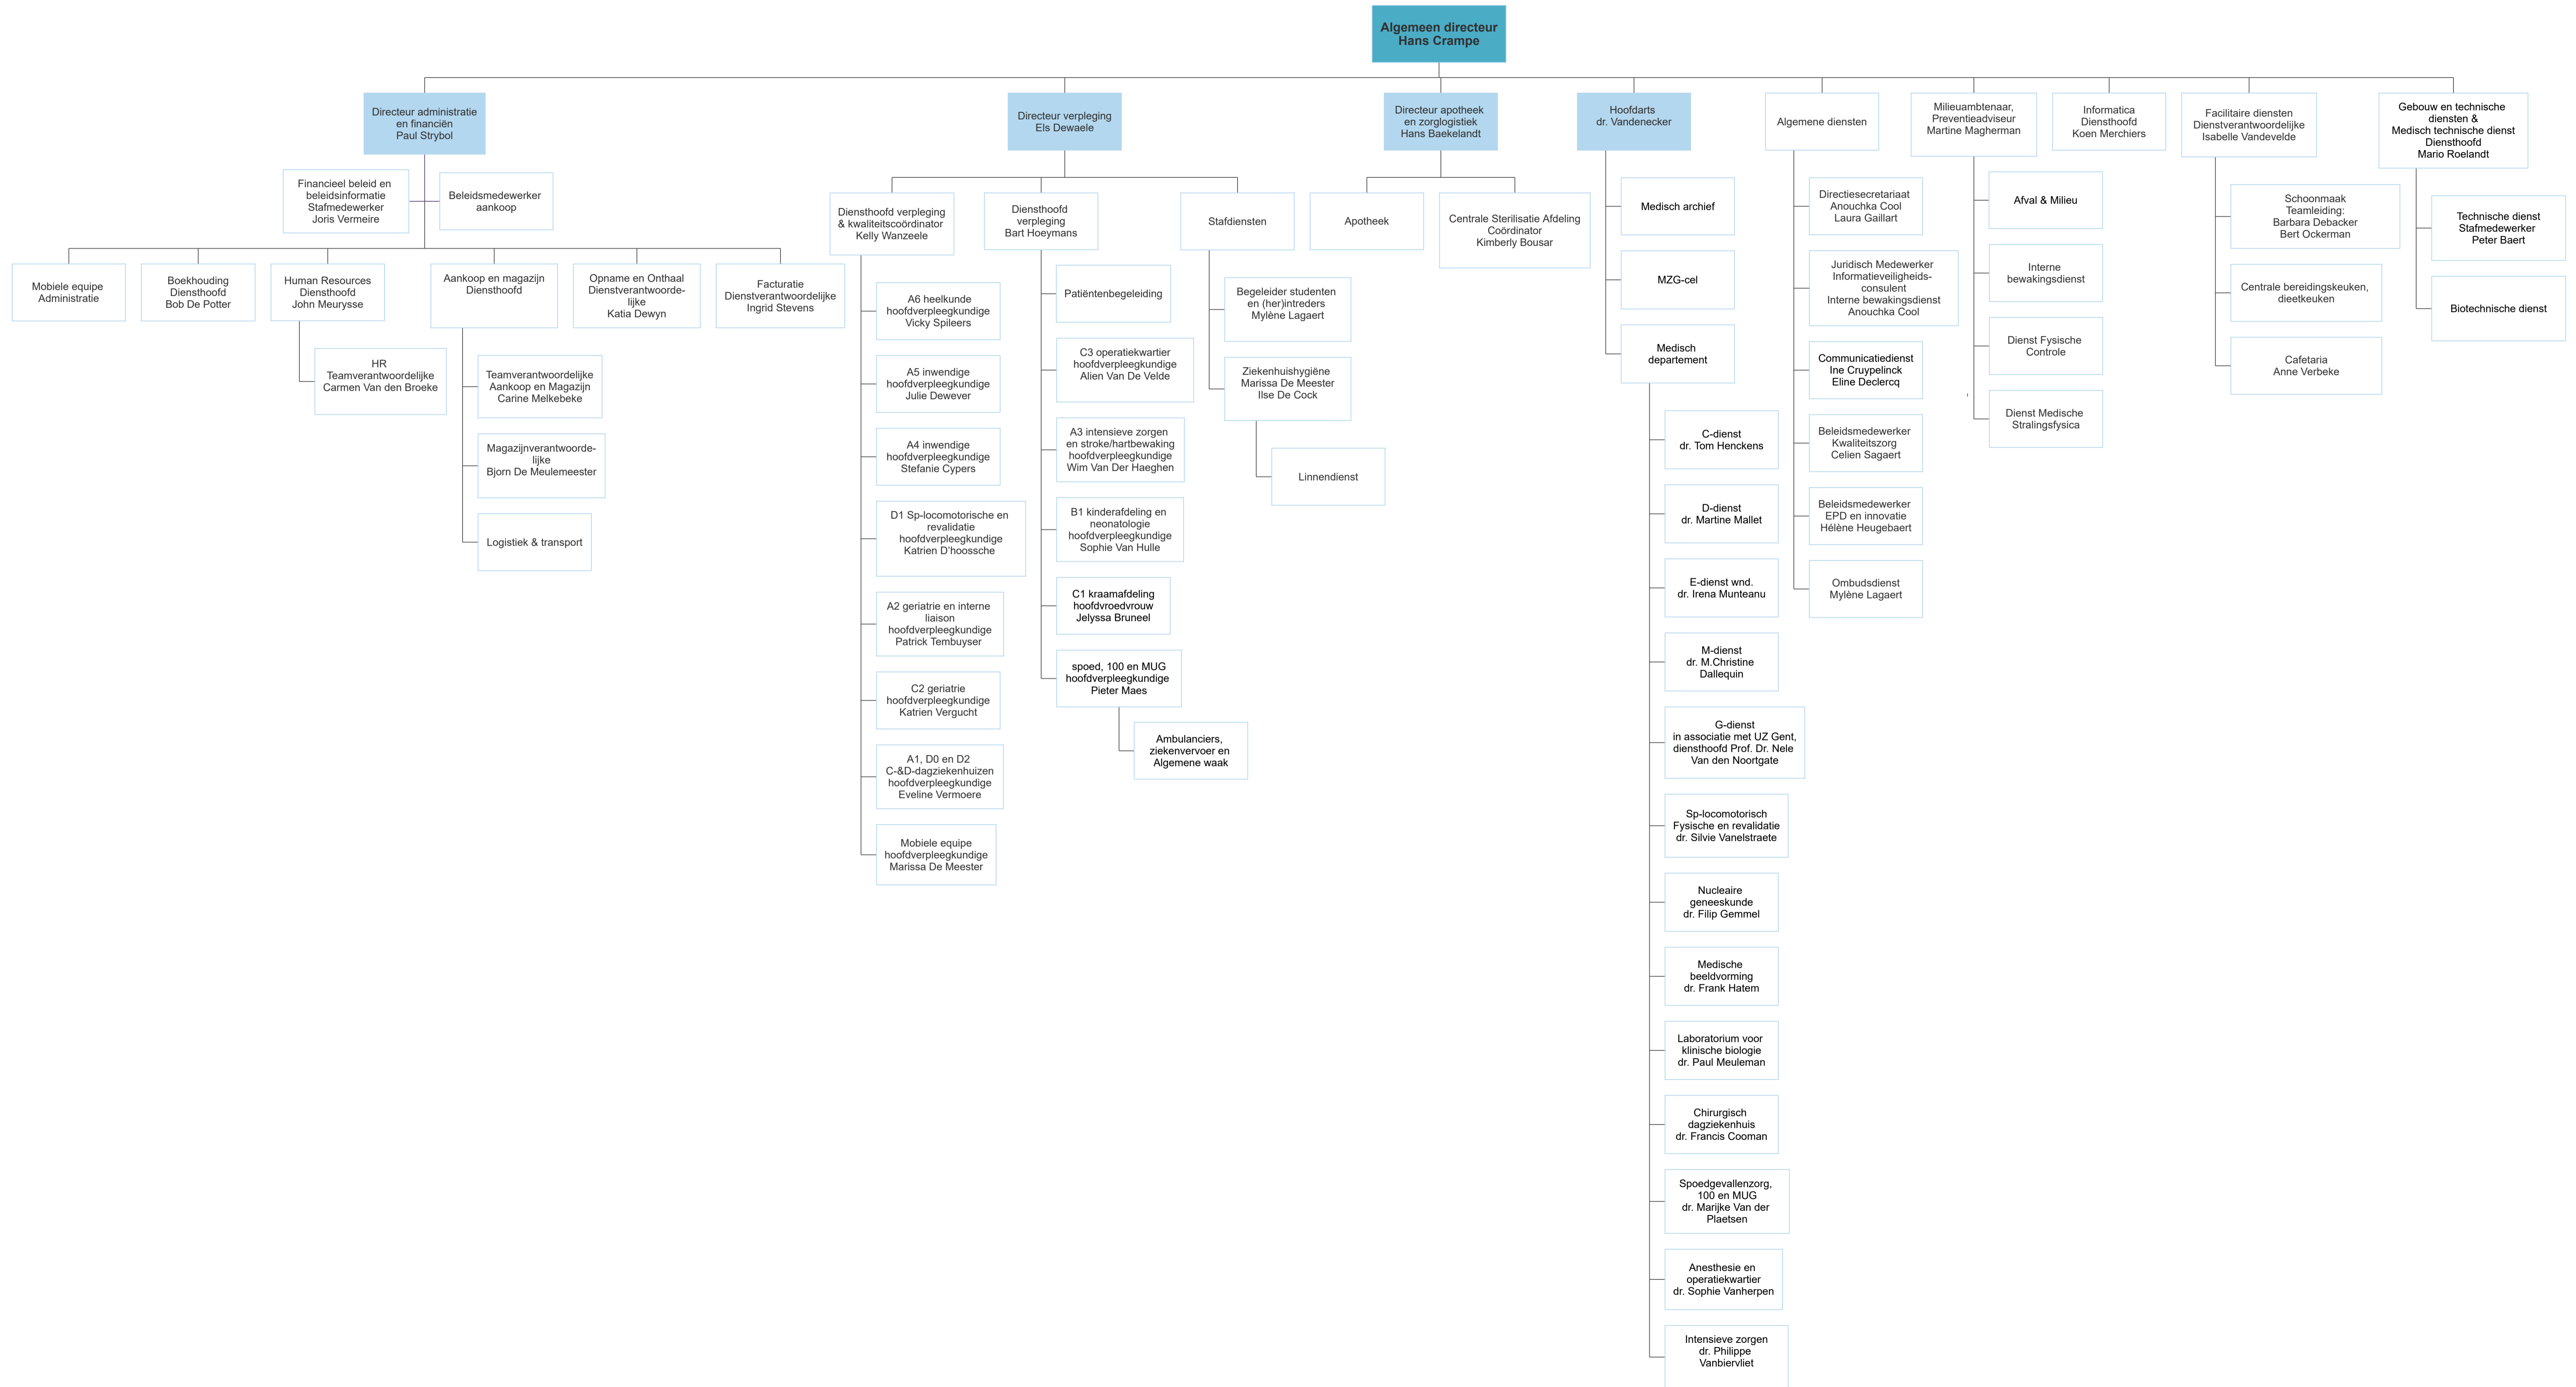 Algemeen directeur
Hans Crampe
Directeur administratie
en financiën
Paul Strybol
Directeur verpleging
Els Dewaele
Directeur apotheek
en zorglogistiek
Hans Baekelandt
Hoofdarts
dr. Vandenecker
Algemene diensten
Milieuambtenaar,
Preventieadviseur
Martine Magherman
Informatica
Diensthoofd
Koen Merchiers
Facilitaire diensten
Dienstverantwoordelijke
Isabelle Vandevelde
Gebouw en technische
diensten &
Medisch technische dienst
Diensthoofd
Mario Roelandt
Financieel beleid en
beleidsinformatie
Stafmedewerker
Joris Vermeire
Beleidsmedewerker
aankoop
Mobiele equipe
Administratie
Boekhouding
Diensthoofd
Bob De Potter
Human Resources
Diensthoofd
John Meurysse
Aankoop en magazijn
Diensthoofd
Opname en Onthaal
Dienstverantwoorde-
lijke
Katia Dewyn
Facturatie
Dienstverantwoordelijke
Ingrid Stevens
HR
Teamverantwoordelijke
Carmen Van den Broeke
Teamverantwoordelijke
Aankoop en Magazijn
Carine Melkebeke
Magazijnverantwoorde-
lijke
Bjorn De Meulemeester
Logistiek & transport
Diensthoofd verpleging
& kwaliteitscoördinator
Kelly Wanzeele
Diensthoofd
verpleging
Bart Hoeymans
Stafdiensten
A6 heelkunde
hoofdverpleegkundige
Vicky Spileers
A5 inwendige
hoofdverpleegkundige
Julie Dewever
A4 inwendige
hoofdverpleegkundige
Stefanie Cypers
D1 Sp-locomotorische en
revalidatie
hoofdverpleegkundige
Katrien D'hoossche
A2 geriatrie en interne
liaison
hoofdverpleegkundige
Patrick Tembuyser
C2 geriatrie
hoofdverpleegkundige
Katrien Vergucht
A1, D0 en D2
C-&D-dagziekenhuizen
hoofdverpleegkundige
Eveline Vermoere
Mobiele equipe
hoofdverpleegkundige
Marissa De Meester
Patiëntenbegeleiding
C3 operatiekwartier
hoofdverpleegkundige
Alien Van De Velde
A3 intensieve zorgen
en stroke/hartbewaking
hoofdverpleegkundige
Wim Van Der Haeghen
B1 kinderafdeling en
neonatologie
hoofdverpleegkundige
Sophie Van Hulle
C1 kraamafdeling
hoofdvroedvrouw
Jelyssa Bruneel
spoed, 100 en MUG
hoofdverpleegkundige
Pieter Maes
Ambulanciers,
ziekenvervoer en
Algemene waak
Begeleider studenten
en (her)intreders
Mylène Lagaert
Ziekenhuishygiëne
Marissa De Meester
Ilse De Cock
Linnendienst
Apotheek
Centrale Sterilisatie Afdeling
Coördinator
Kimberly Bousar
Medisch archief
MZG-cel
Medisch
departement
C-dienst
dr. Tom Henckens
D-dienst
dr. Martine Mallet
E-dienst wnd.
dr. Irena Munteanu
M-dienst
dr. M.Christine
Dallequin
G-dienst
in associatie met UZ Gent,
diensthoofd Prof. Dr. Nele
Van den Noortgate
Sp-locomotorisch
Fysische en revalidatie
dr. Silvie Vanelstraete
Nucleaire
geneeskunde
dr. Filip Gemmel
Medische
beeldvorming
dr. Frank Hatem
Laboratorium voor
klinische biologie
dr. Paul Meuleman
Chirurgisch
dagziekenhuis
dr. Francis Cooman
Spoedgevallenzorg,
100 en MUG
dr. Marijke Van der
Plaetsen
Anesthesie en
operatiekwartier
dr. Sophie Vanherpen
Intensieve zorgen
dr. Philippe
Vanbiervliet
Directiesecretariaat
Anouchka Cool
Laura Gaillart
Juridisch Medewerker
Informatieveiligheids-
consulent
Interne bewakingsdienst
Anouchka Cool
Communicatiedienst
Ine Cruypelinck
Eline Declercq
Beleidsmedewerker
Kwaliteitszorg
Celien Sagaert
Beleidsmedewerker
EPD en innovatie
Hélène Heugebaert
Ombudsdienst
Mylène Lagaert
Afval & Milieu
Interne
bewakingsdienst
Dienst Fysische
Controle
Dienst Medische
Stralingsfysica
Schoonmaak
Teamleiding:
Barbara Debacker
Bert Ockerman
Centrale bereidingskeuken,
dieetkeuken
Cafetaria
Anne Verbeke
Technische dienst
Stafmedewerker
Peter Baert
Biotechnische dienst